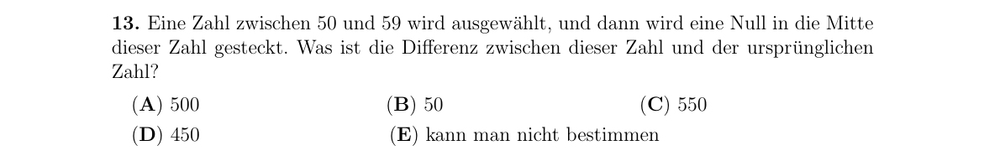 13. Eine Zahl zwischen 50 und 59 wird ausgewählt, und dann wird eine Null in die Mitte
dieser Zahl gesteckt. Was ist die Differenz zwischen dieser Zahl und der ursprünglichen
Zahl?
(A) 500 (B) 50 (C) 550
(D) 450 (E) kann man nicht bestimmen